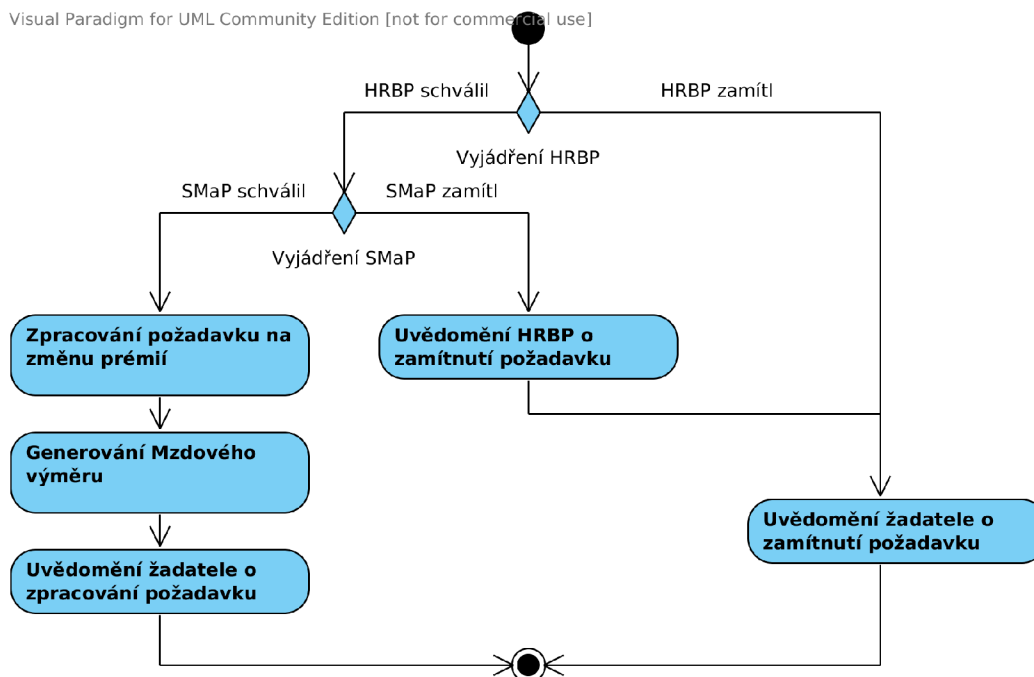 Visual Paradigm for UML Community Edition [not for commercial use]
HRBP schválil
HRBP zamítl
Vyjádření HRBP
SMaP schválil
SMaP zamítl
Vyjádření SMaP
Zpracování požadavku na
změnu prémií
Uvědomění HRBP o
zamítnutí požadavku
Generování Mzdového
výměru
Uvědomění žadatele o
zamítnutí požadavku
Uvědomění žadatele o
zpracování požadavku